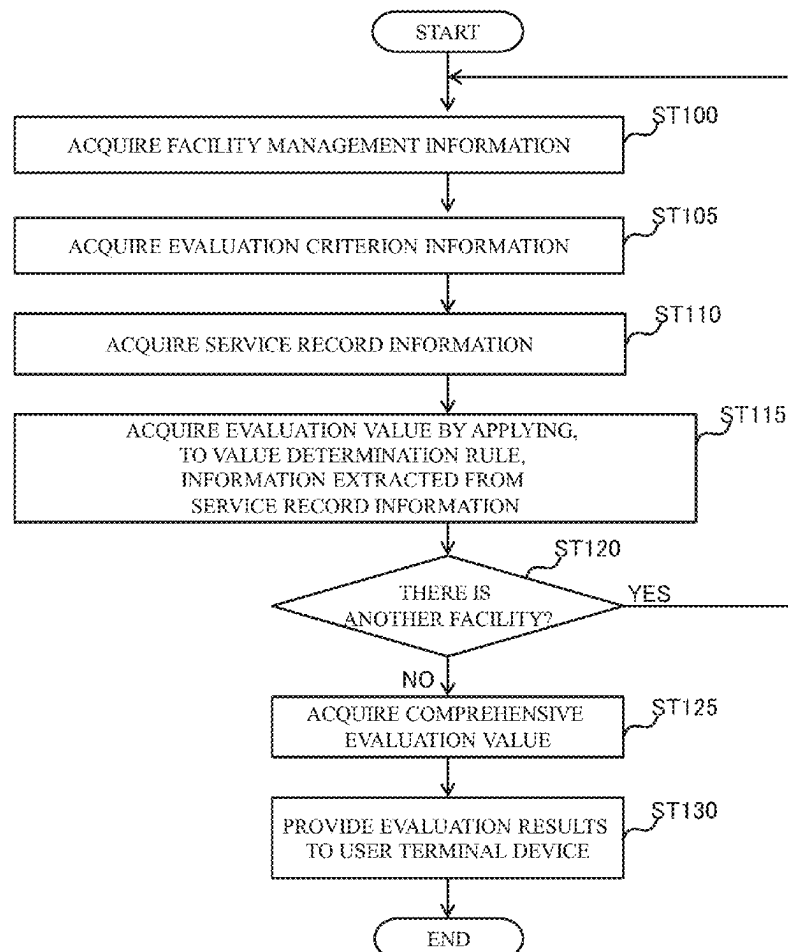 START
ST100
ACQUIRE FACILITY MANAGEMENT INFORMATION
ST105
ACQUIRE EVALUATION CRITERION INFORMATION
ST110
ACQUIRE SERVICE RECORD INFORMATION
ST115
ACQUIRE EVALUATION VALUE BY APPLYING,
TO VALUE DETERMINATION RULE,
INFORMATION EXTRACTED FROM
SERVICE RECORD INFORMATION
ST120
THERE IS
ANOTHER FACILITY?
YES
NO
ST125
ACQUIRE COMPREHENSIVE
EVALUATION VALUE
ST130
PROVIDE EVALUATION RESULTS
TO USER TERMINAL DEVICE
END